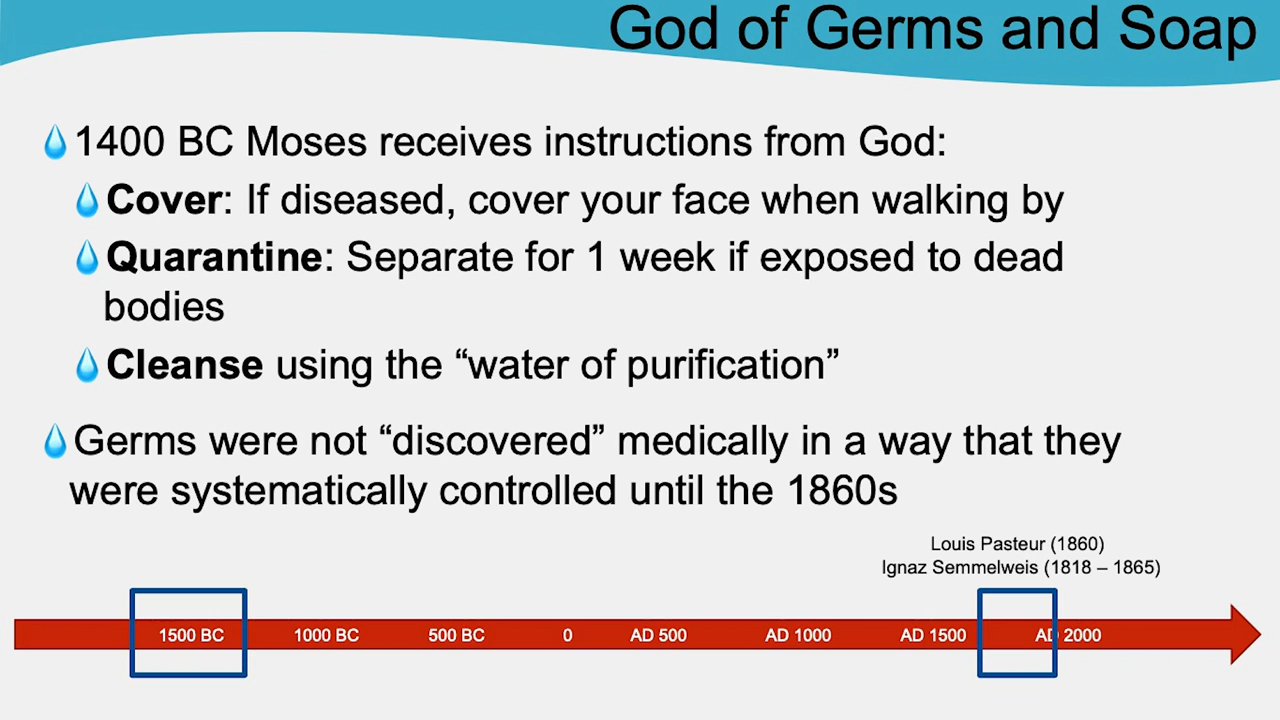 God of Germs and Soap
1400 BC Moses receives instructions from God:
Cover: If diseased, cover your face when walking by
Quarantine: Separate for 1 week if exposed to dead
bodies
Cleanse using the “water of purification”
Germs were not “discovered” medically in a way that they
were systematically controlled until the 1860s
Louis Pasteur (1860)
Ignaz Semmelweis (1818 – 1865)
1500 BC 1000 BC 500 BC 0 AD 500 AD 1000 AD 1500 AD 2000